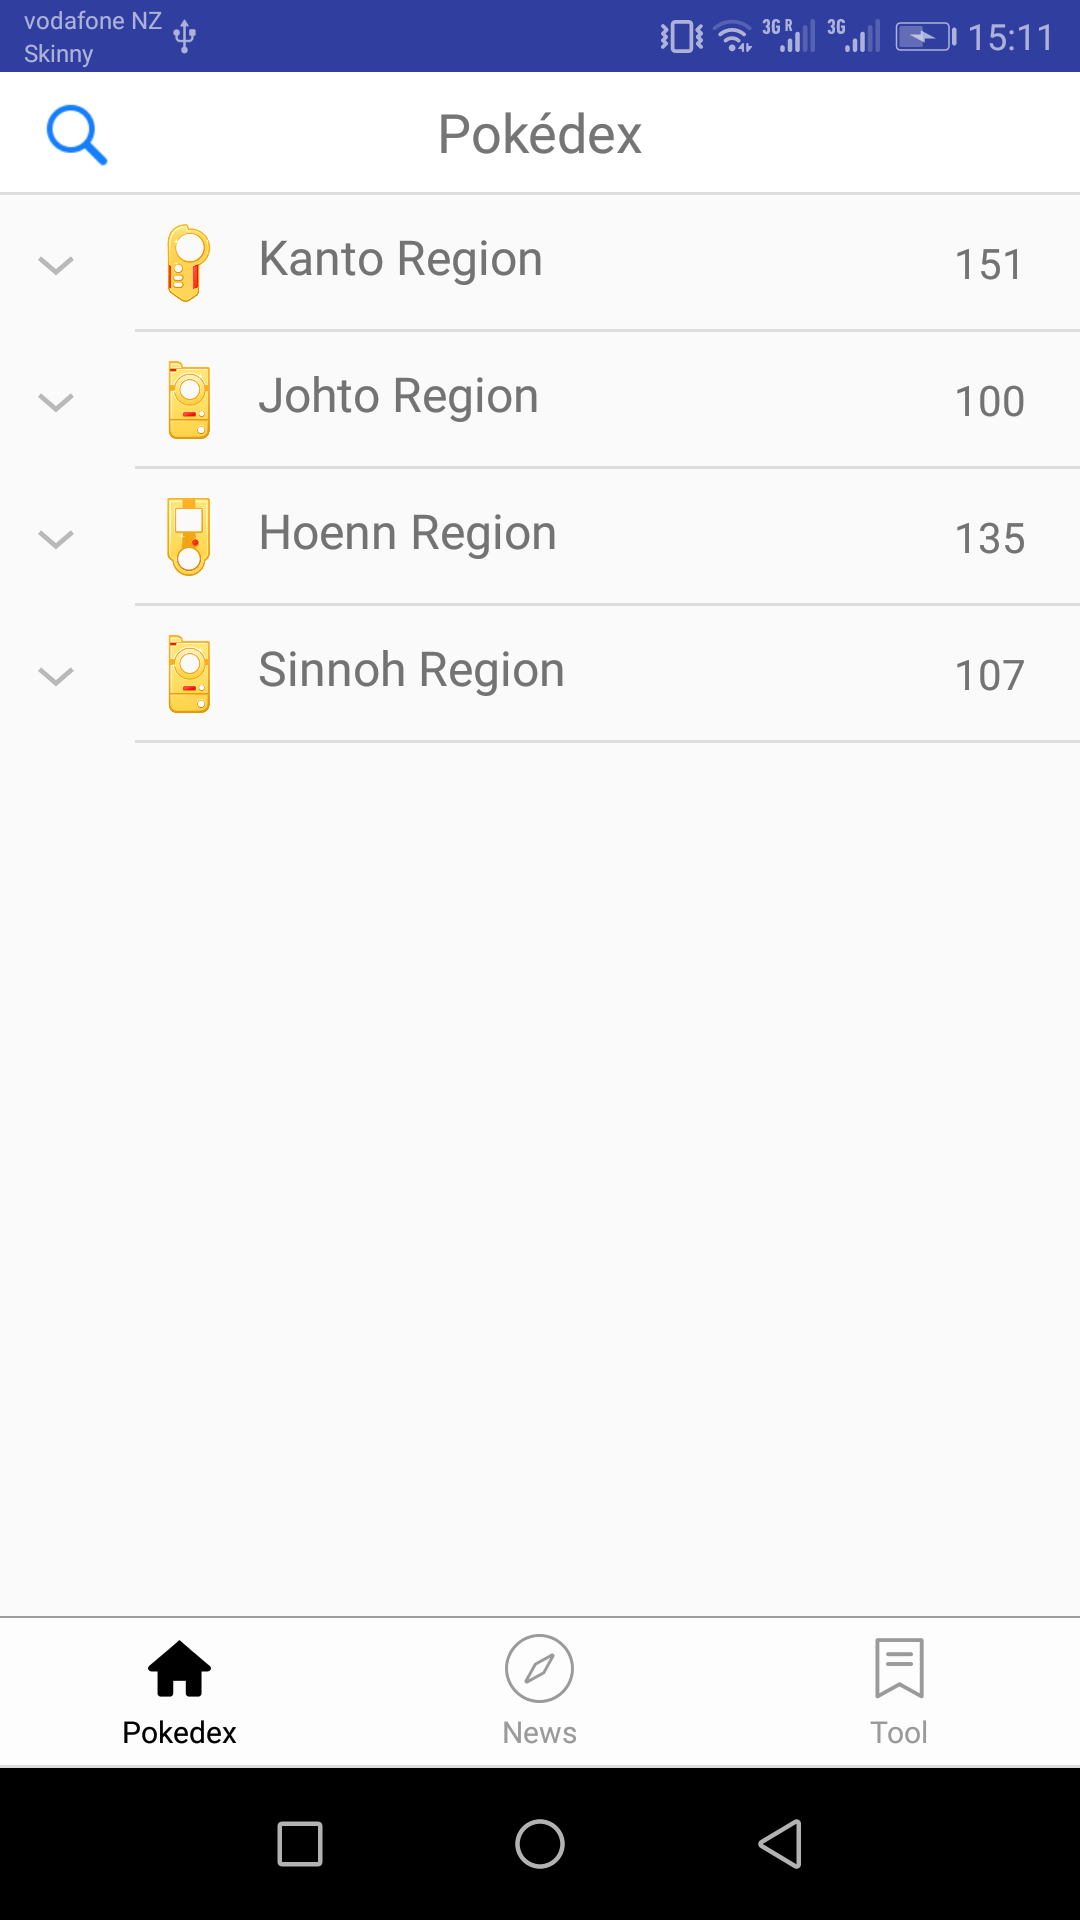 vodafone NZ
Skinny
3G R 3G 15:11
Pokédex
Kanto Region 151
Johto Region 100
Hoenn Region 135
Sinnoh Region 107
Pokedex News Tool